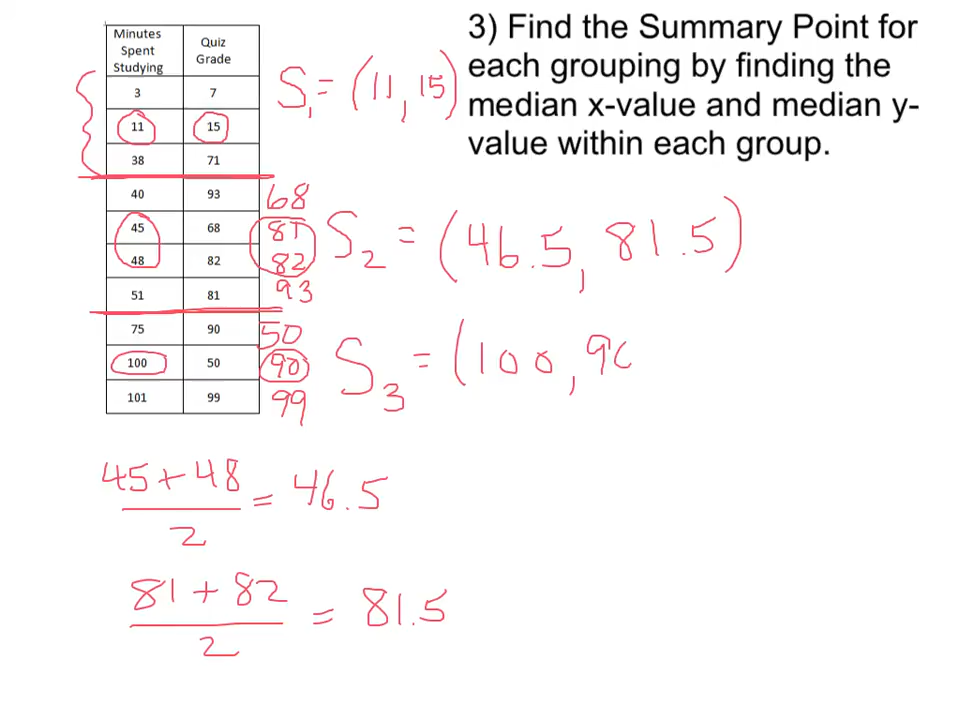 3) Find the Summary Point for
each grouping by finding the
median x-value and median y-
value within each group.
Minutes Spent Studying Quiz Grade
3 7
11 15
38 71
40 93
45 68
48 82
51 81
75 90
100 50
101 99
S₁ = (11, 15)
68
81
82
93
S₂ = (46.5, 81.5)
50
90
99
S₃ = (100, 90
45 + 48 / 2 = 46.5
81 + 82 / 2 = 81.5